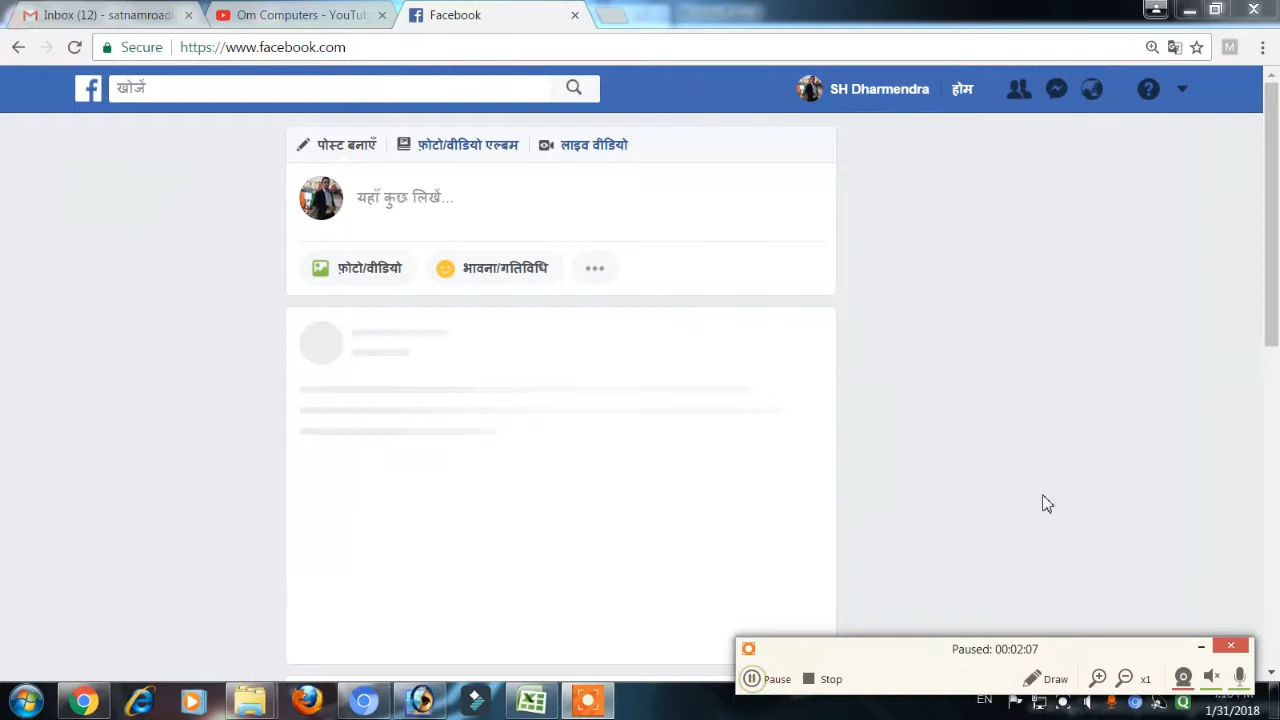 Inbox (12) - satnamroad
Om Computers - YouTub
Facebook
Secure
https://www.facebook.com
खोजें
SH Dharmendra
होम
पोस्ट बनाएँ
फ़ोटो/वीडियो एल्बम
लाइव वीडियो
यहाँ कुछ लिखें...
फ़ोटो/वीडियो
भावना/गतिविधि
Paused: 00:02:07
Pause
Stop
Draw
x1
EN
1/31/2018